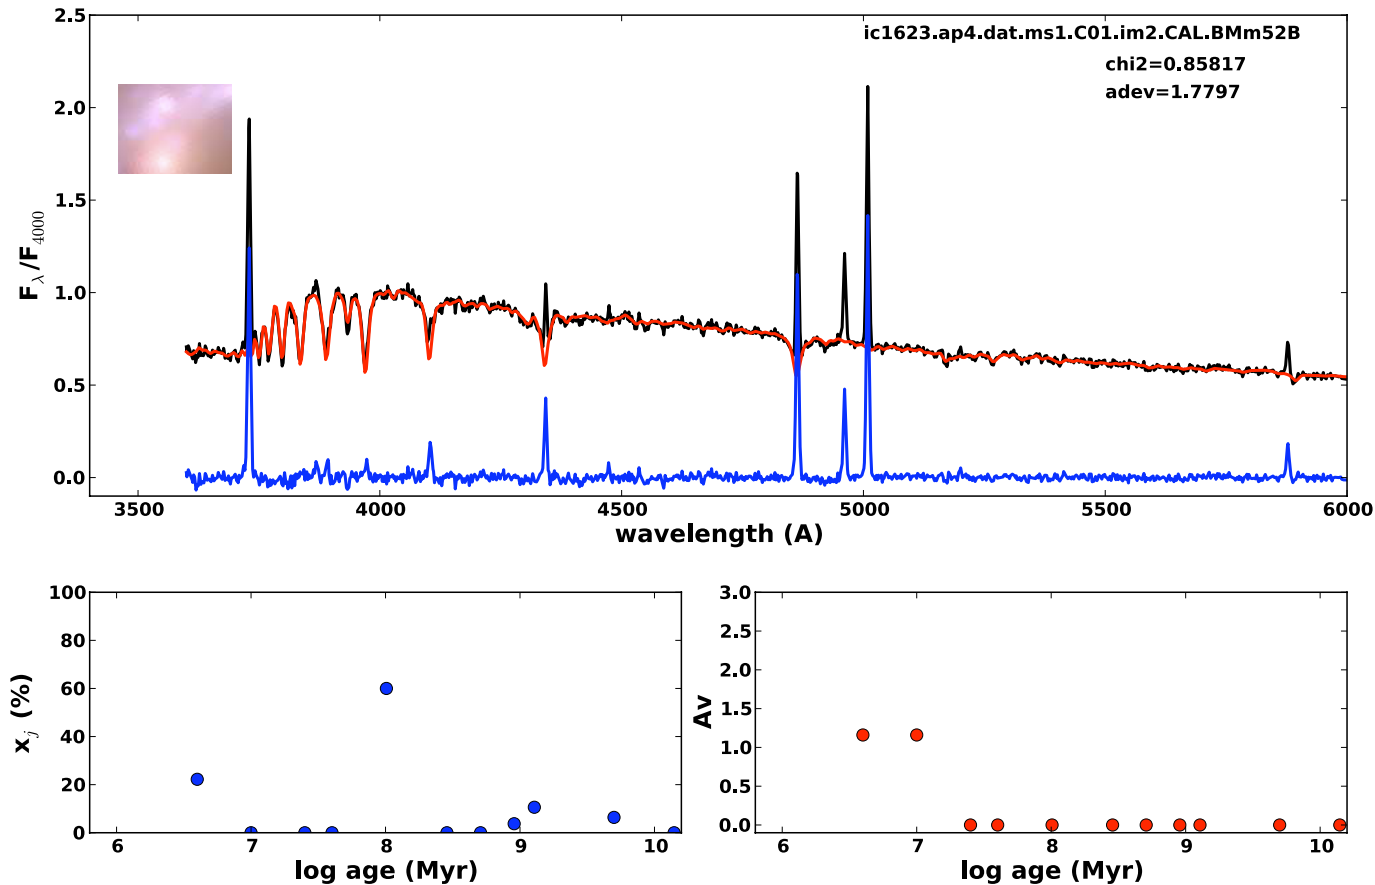 ic1623.ap4.dat.ms1.C01.im2.CAL.BMm52B
chi2=0.85817
adev=1.7797
2.5
2.0
1.5
1.0
0.5
0.0
F_λ/F_4000
3500 4000 4500 5000 5500 6000
wavelength (A)
100
80
60
40
20
0
x_j (%)
6 7 8 9 10
log age (Myr)
3.0
2.5
2.0
1.5
1.0
0.5
0.0
Av
6 7 8 9 10
log age (Myr)